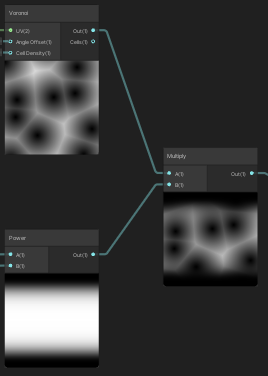 Voronoi
UV(2) Out(1)
Angle Offset(1) Cells(1)
Cell Density(1)
Multiply
A(1) Out(1)
B(1)
Power
A(1) Out(1)
B(1)